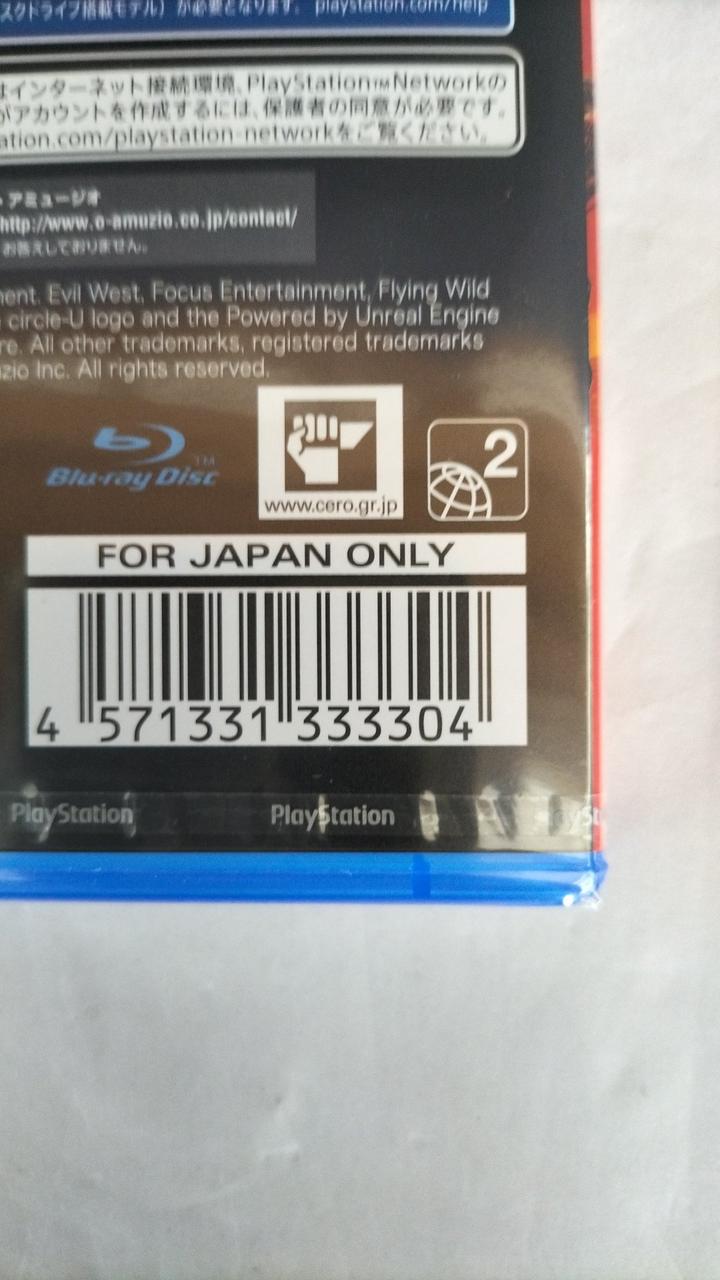 スクドライブ搭載モデル）が必要となります。 playstation.com/help
はインターネット接続環境、PlayStation™Networkの
がアカウントを作成するには、保護者の同意が必要です。
ation.com/playstation-networkをご覧ください。
アミュージオ
http://www.o-amuzio.co.jp/contact/
お答えしておりません。
ment. Evil West, Focus Entertainment, Flying Wild
circle-U logo and the Powered by Unreal Engine
re. All other trademarks, registered trademarks
zio Inc. All rights reserved.
Blu-ray Disc™
www.cero.gr.jp
2
FOR JAPAN ONLY
4 571331 333304
PlayStation PlayStation PlaySt